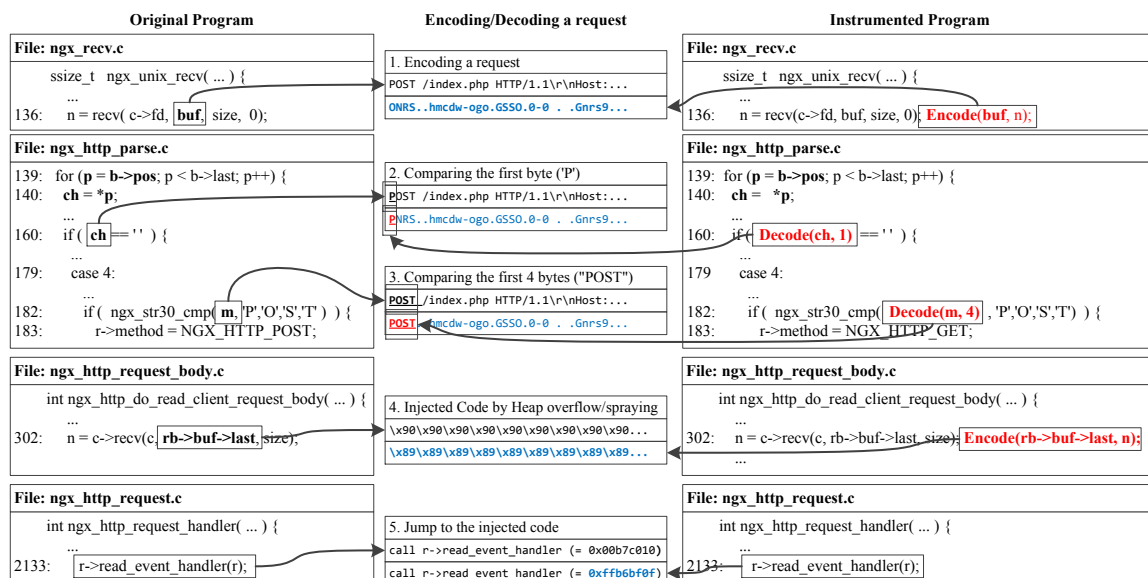 Original Program
File: ngx_recv.c
ssize_t ngx_unix_recv( ... ) {
...
136: n = recv( c->fd, buf, size, 0);
File: ngx_http_parse.c
139: for (p = b->pos; p < b->last; p++) {
140: ch = *p;
...
160: if ( ch == ' ' ) {
...
179: case 4:
...
182: if ( ngx_str30_cmp( m, 'P','O','S','T' ) ) {
183: r->method = NGX_HTTP_POST;
File: ngx_http_request_body.c
int ngx_http_do_read_client_request_body( ... ) {
...
302: n = c->recv(c, rb->buf->last, size);
File: ngx_http_request.c
int ngx_http_request_handler( ... ) {
...
2133: r->read_event_handler(r);
Encoding/Decoding a request
1. Encoding a request
POST /index.php HTTP/1.1\r\nHost:...
ONRS..hmcdw-ogo.GSSO.0-0 . .Gnrs9...
2. Comparing the first byte ('P')
POST /index.php HTTP/1.1\r\nHost:...
PNRS..hmcdw-ogo.GSSO.0-0 . .Gnrs9...
3. Comparing the first 4 bytes ("POST")
POST /index.php HTTP/1.1\r\nHost:...
POST..hmcdw-ogo.GSSO.0-0 . .Gnrs9...
4. Injected Code by Heap overflow/spraying
\x90\x90\x90\x90\x90\x90\x90\x90\x90...
\x89\x89\x89\x89\x89\x89\x89\x89\x89...
5. Jump to the injected code
call r->read_event_handler (= 0x00b7c010)
call r->read event handler (= 0xffb6bf0f)
Instrumented Program
File: ngx_recv.c
ssize_t ngx_unix_recv( ... ) {
...
136: n = recv(c->fd, buf, size, 0); Encode(buf, n);
File: ngx_http_parse.c
139: for (p = b->pos; p < b->last; p++) {
140: ch = *p;
...
160: if ( Decode(ch, 1) == ' ' ) {
...
179 case 4:
...
182: if ( ngx_str30_cmp( Decode(m, 4) , 'P','O','S','T') ) {
183: r->method = NGX_HTTP_GET;
File: ngx_http_request_body.c
int ngx_http_do_read_client_request_body( ... ) {
...
302: n = c->recv(c, rb->buf->last, size); Encode(rb->buf->last, n);
...
File: ngx_http_request.c
int ngx_http_request_handler( ... ) {
...
2133: r->read_event_handler(r);